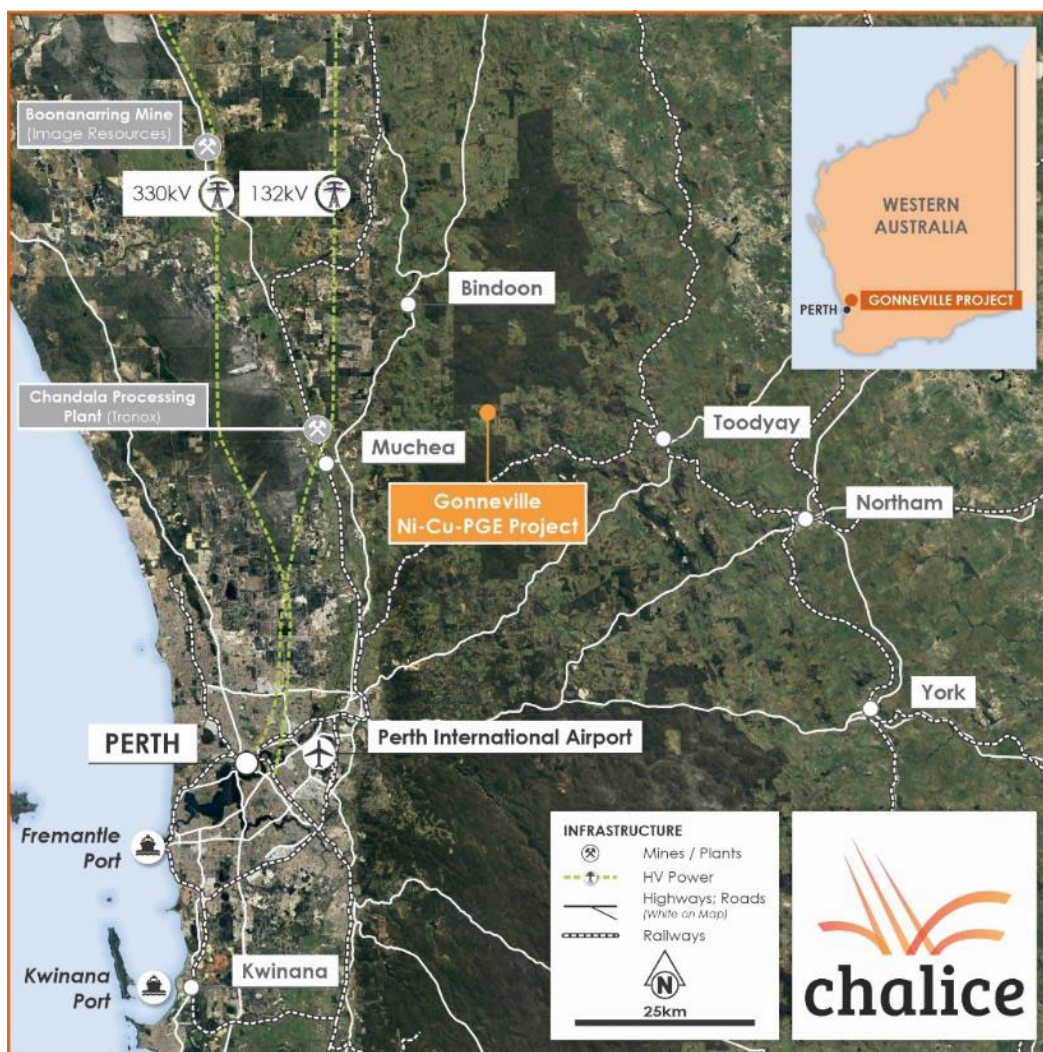 Boonanarring Mine
(Image Resources)
330kV
132kV
Bindoon
WESTERN
AUSTRALIA
GONNEVILLE PROJECT
PERTH
Chandala Processing
Plant (Tronox)
Muchea
Toodyay
Gonneville
Ni-Cu-PGE Project
Northam
York
PERTH
Perth International Airport
Fremantle
Port
Kwinana
Kwinana
Port
INFRASTRUCTURE
Mines / Plants
HV Power
Highways; Roads
(White on Map)
Railways
N
25km
chalice